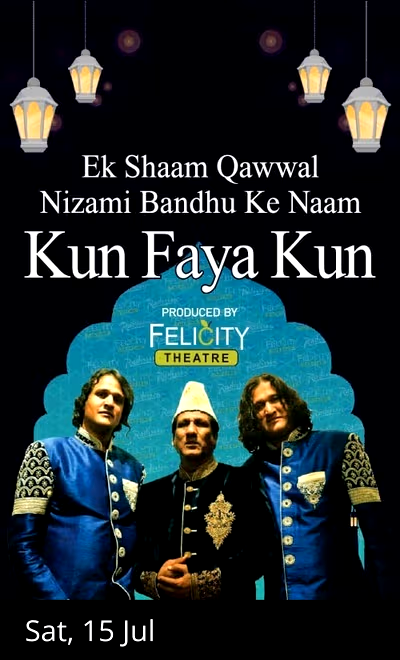 Ek Shaam Qawwal
Nizami Bandhu Ke Naam
Kun Faya Kun
PRODUCED BY
FELICITY
THEATRE
Sat, 15 Jul